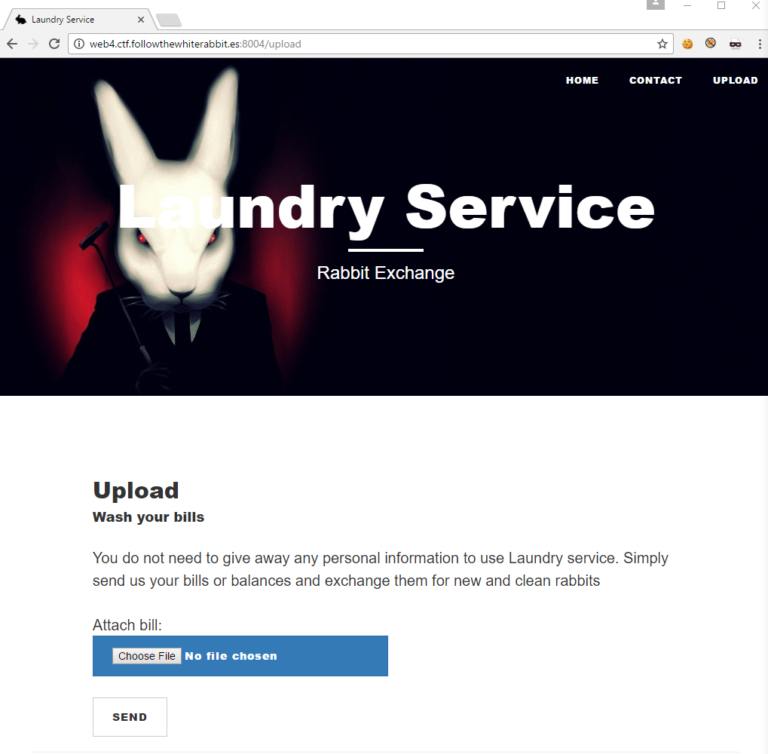 Laundry Service
web4.ctf.followthewhiterabbit.es:8004/upload
HOME CONTACT UPLOAD
Laundry Service
Rabbit Exchange
Upload
Wash your bills
You do not need to give away any personal information to use Laundry service. Simply
send us your bills or balances and exchange them for new and clean rabbits
Attach bill:
Choose File No file chosen
SEND